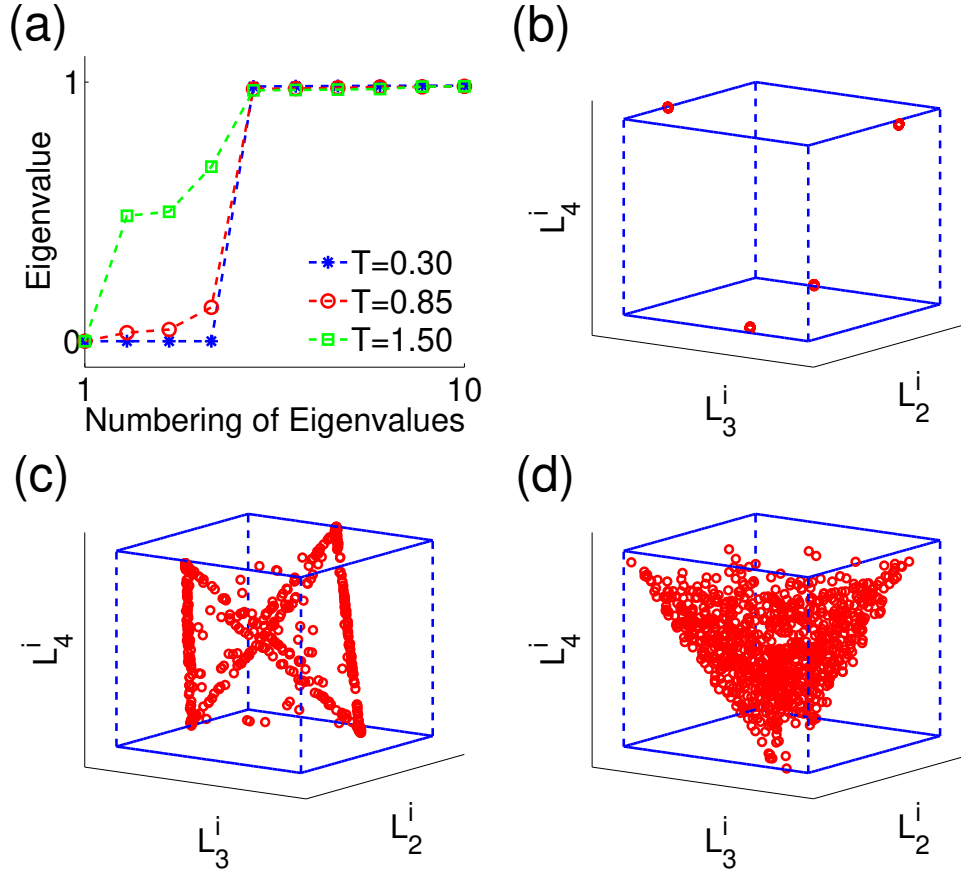 (a)
1
0
Eigenvalue
T=0.30
T=0.85
T=1.50
1
10
Numbering of Eigenvalues
(b)
L₄ⁱ
L₃ⁱ
L₂ⁱ
(c)
L₄ⁱ
L₃ⁱ
L₂ⁱ
(d)
L₄ⁱ
L₃ⁱ
L₂ⁱ